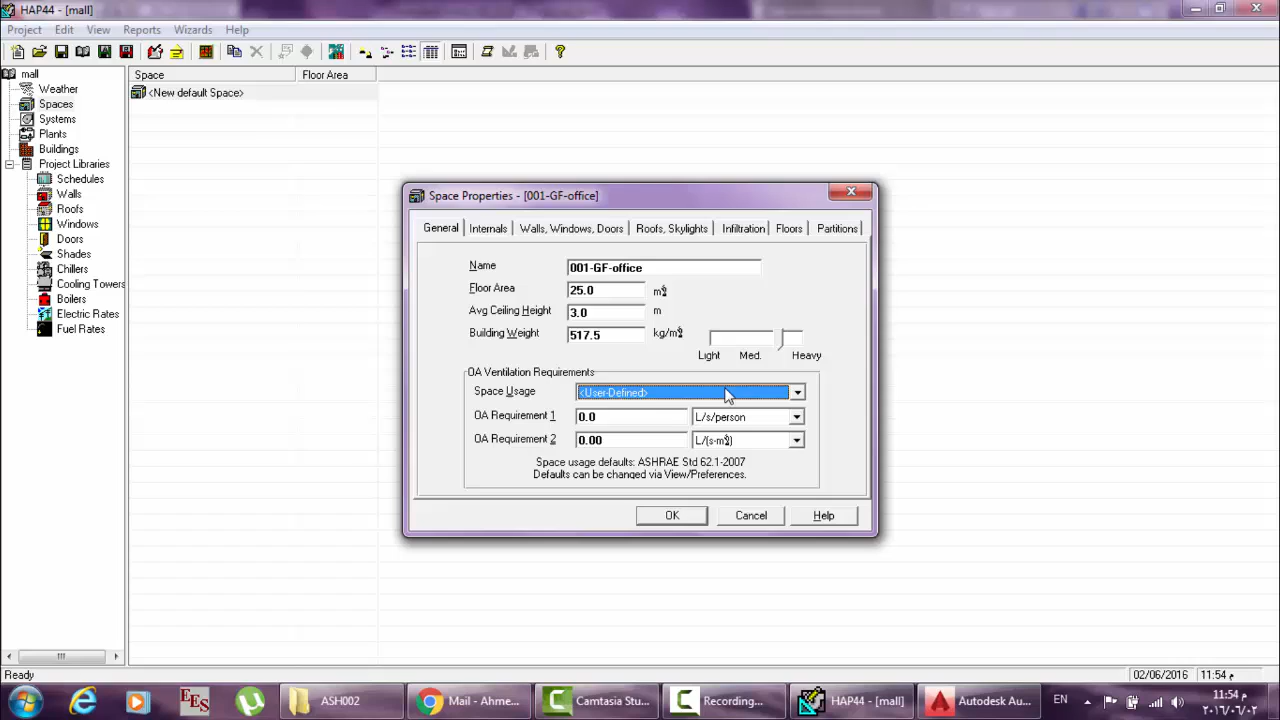 HAP44 - [mall]
Project Edit View Reports Wizards Help
mall
Weather
Spaces
Systems
Plants
Buildings
Project Libraries
Schedules
Walls
Roofs
Windows
Doors
Shades
Chillers
Cooling Towers
Boilers
Electric Rates
Fuel Rates
Space Floor Area
<New default Space>
Space Properties - [001-GF-office]
General Internals Walls, Windows, Doors Roofs, Skylights Infiltration Floors Partitions
Name 001-GF-office
Floor Area 25.0 m²
Avg Ceiling Height 3.0 m
Building Weight 517.5 kg/m²
Light Med. Heavy
OA Ventilation Requirements
Space Usage <User-Defined>
OA Requirement 1 0.0 L/s/person
OA Requirement 2 0.00 L/(s-m²)
Space usage defaults: ASHRAE Std 62.1-2007
Defaults can be changed via View/Preferences.
OK Cancel Help
Ready 02/06/2016 11:54 م
EES ASH002 Mail - Ahme... Camtasia Stu... Recording... HAP44 - [mall] Autodesk Au... EN
١١:٥٤ م
٢٠١٦/٠٦/٠٢